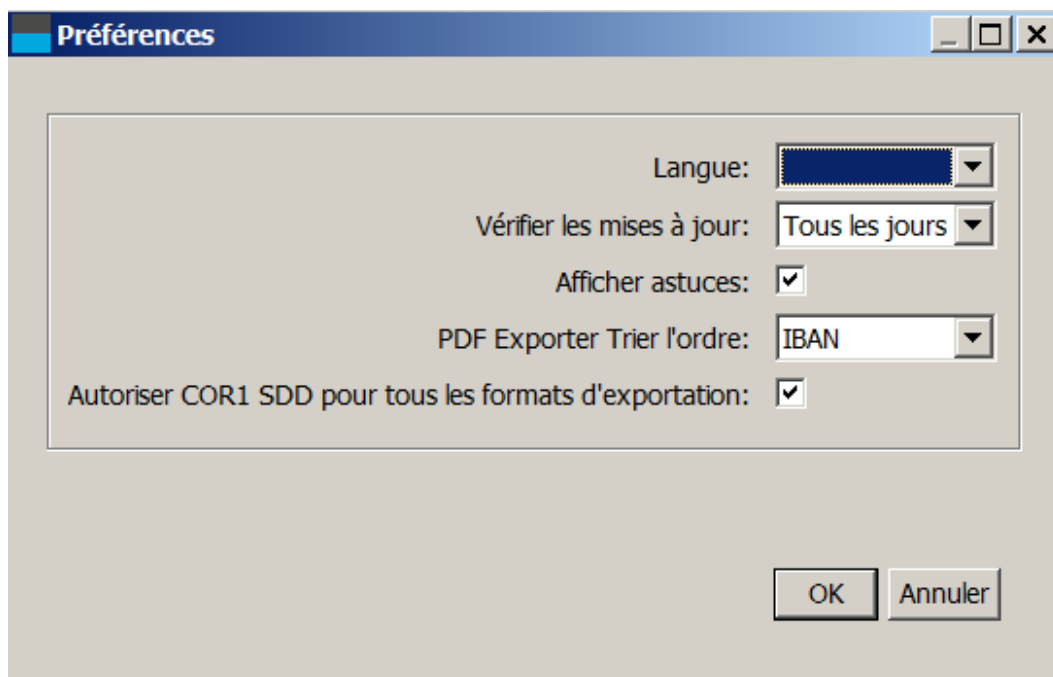 Préférences
Langue:
Vérifier les mises à jour: Tous les jours
Afficher astuces:
PDF Exporter Trier l'ordre: IBAN
Autoriser COR1 SDD pour tous les formats d'exportation:
OK Annuler